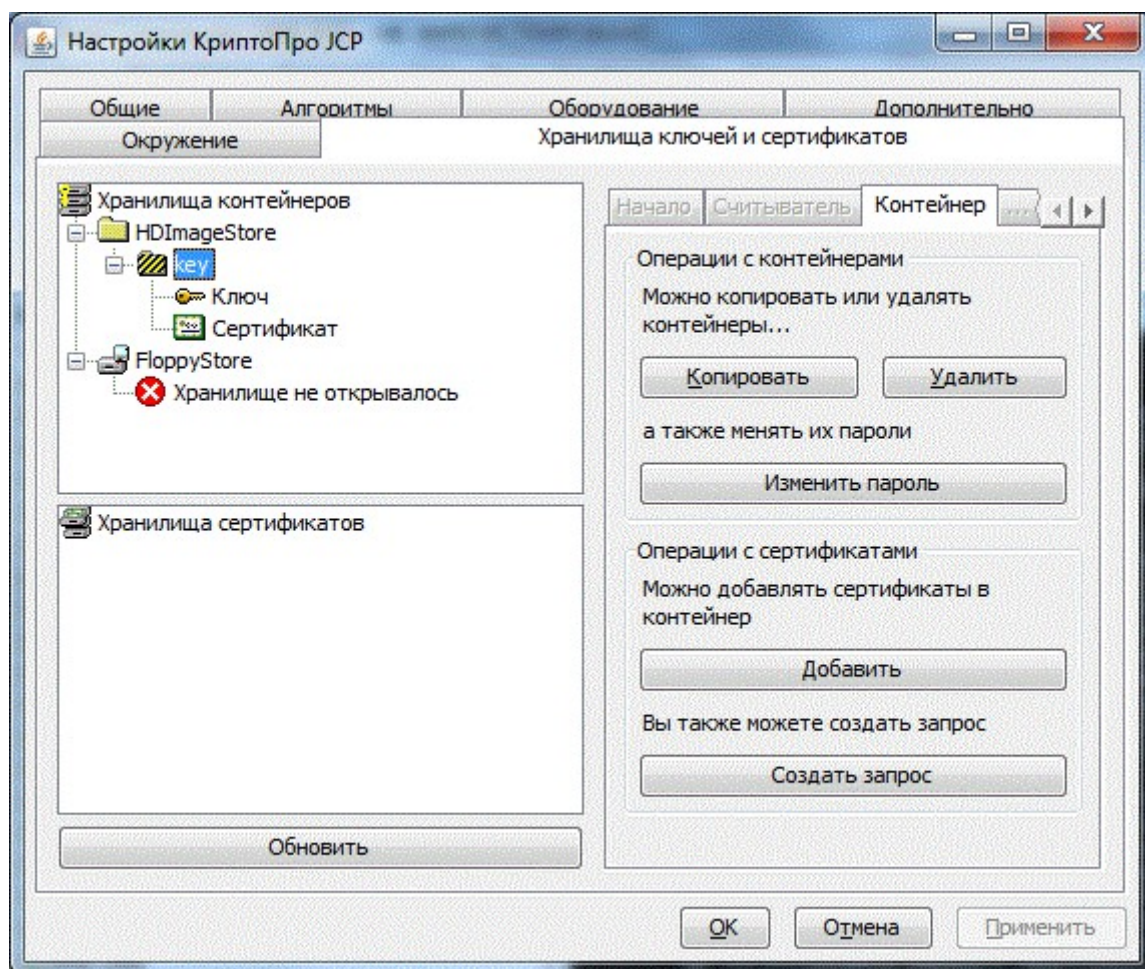 Настройки КриптоПро JCP
Общие
Алгоритмы
Оборудование
Дополнительно
Окружение
Хранилища ключей и сертификатов
Хранилища контейнеров
HDImageStore
key
Ключ
Сертификат
FloppyStore
Хранилище не открывалось
Хранилища сертификатов
Обновить
Начало
Считыватель
Контейнер
...
Операции с контейнерами
Можно копировать или удалять
контейнеры...
Копировать
Удалить
а также менять их пароли
Изменить пароль
Операции с сертификатами
Можно добавлять сертификаты в
контейнер
Добавить
Вы также можете создать запрос
Создать запрос
OK
Отмена
Применить